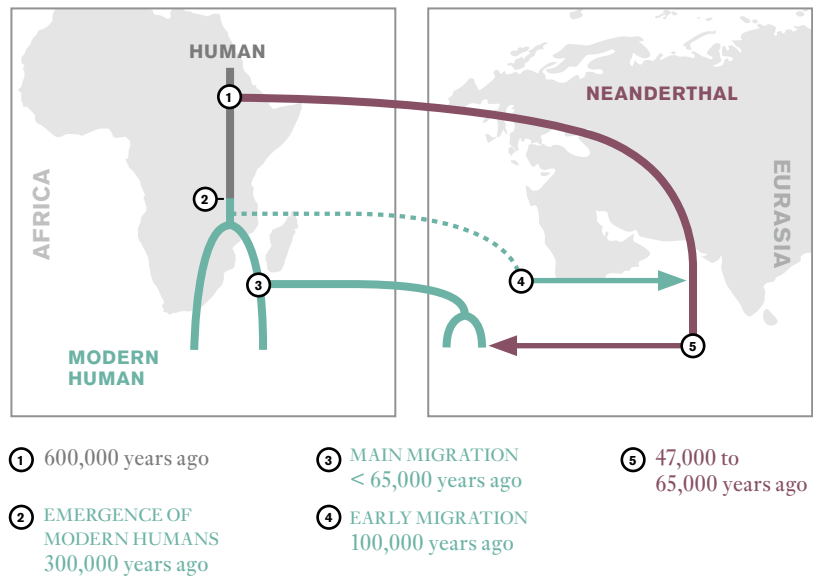 HUMAN
NEANDERTHAL
1
2
AFRICA
EURASIA
3
4
5
MODERN
HUMAN
1 600,000 years ago
2 EMERGENCE OF
MODERN HUMANS
300,000 years ago
3 MAIN MIGRATION
< 65,000 years ago
4 EARLY MIGRATION
100,000 years ago
5 47,000 to
65,000 years ago